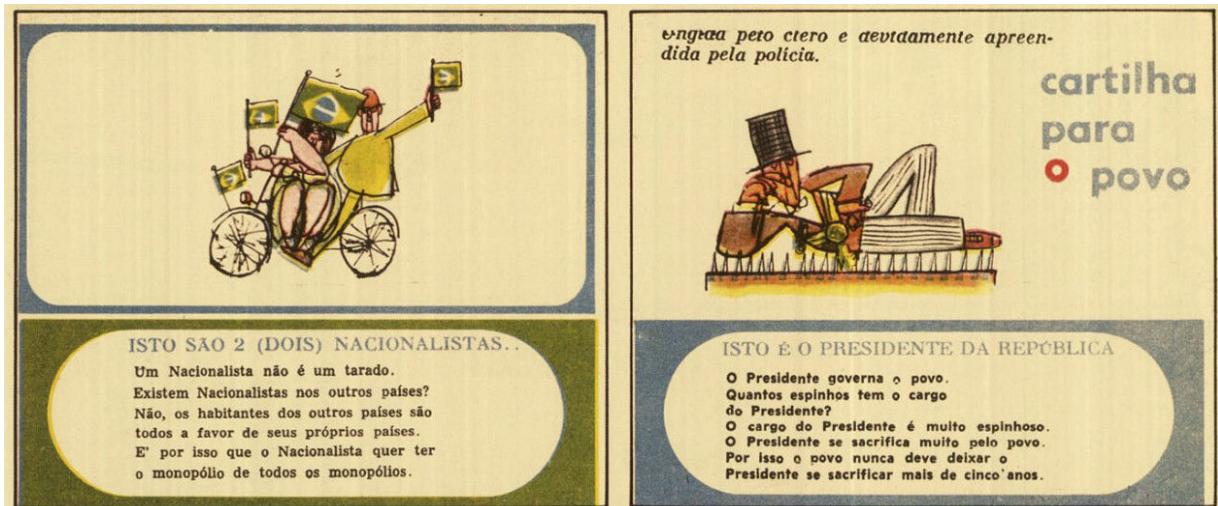 ISTO SÃO 2 (DOIS) NACIONALISTAS..
Um Nacionalista não é um tarado.
Existem Nacionalistas nos outros países?
Não, os habitantes dos outros países são
todos a favor de seus próprios países.
E' por isso que o Nacionalista quer ter
o monopólio de todos os monopólios.
pelo clero e devidamente apreen-
dida pela polícia.
cartilha
para
o povo
ISTO É O PRESIDENTE DA REPÚBLICA
O Presidente governa o povo.
Quantos espinhos tem o cargo
do Presidente?
O cargo do Presidente é muito espinhoso.
O Presidente se sacrifica muito pelo povo.
Por isso o povo nunca deve deixar o
Presidente se sacrificar mais de cinco anos.